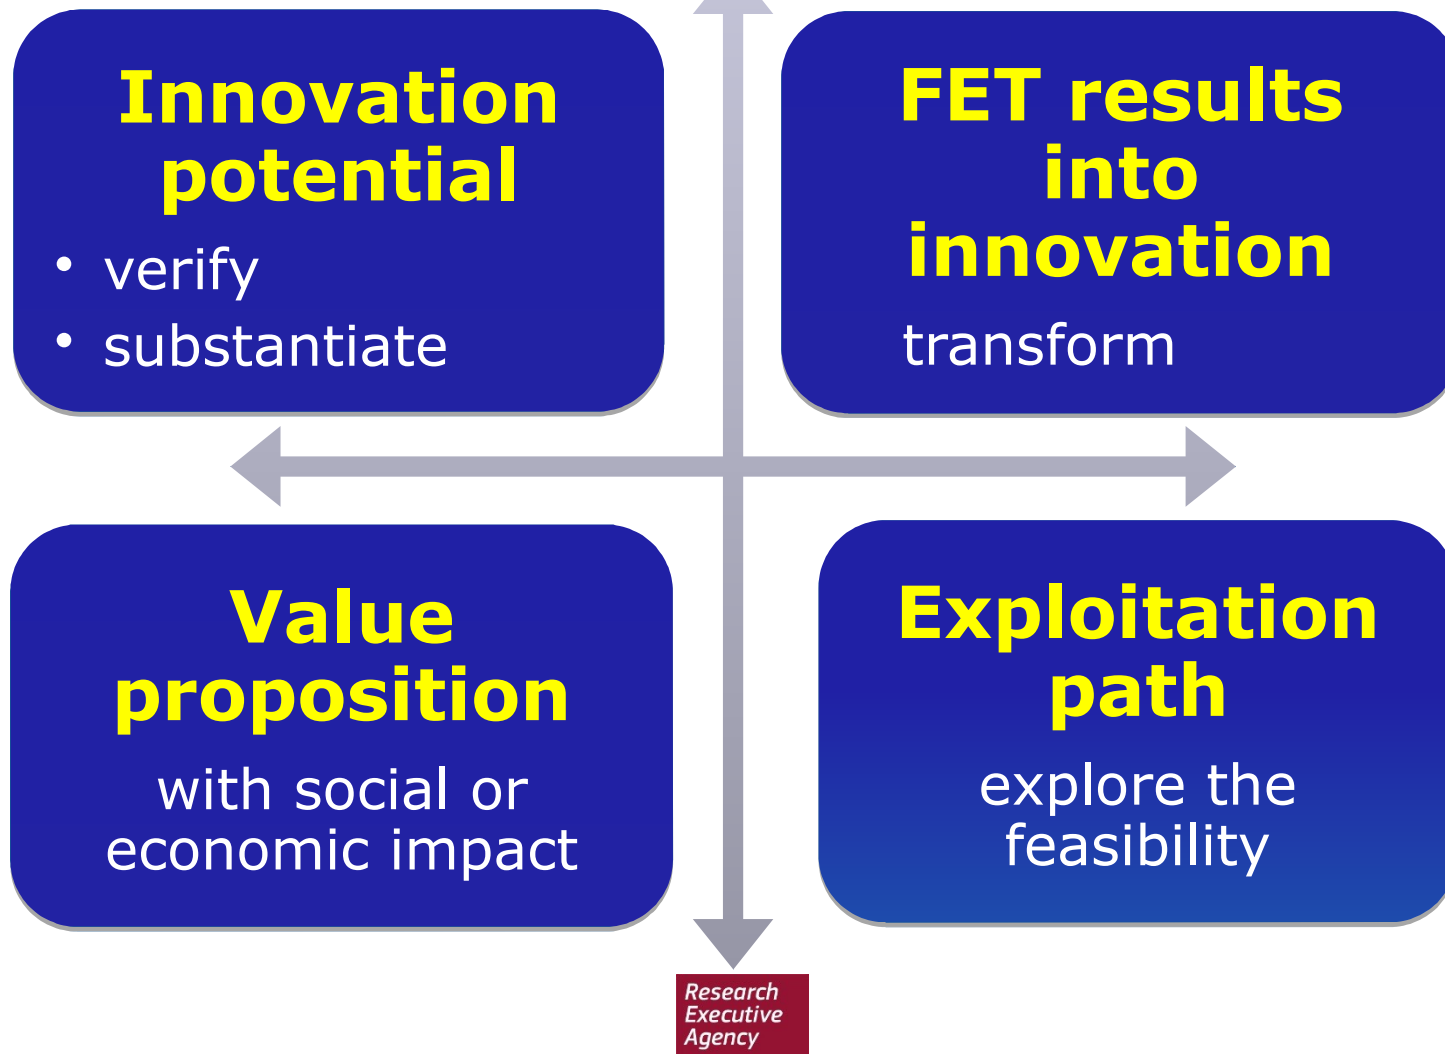 Innovation
potential
• verify
• substantiate
FET results
into
innovation
transform
Value
proposition
with social or
economic impact
Exploitation
path
explore the
feasibility
Research
Executive
Agency